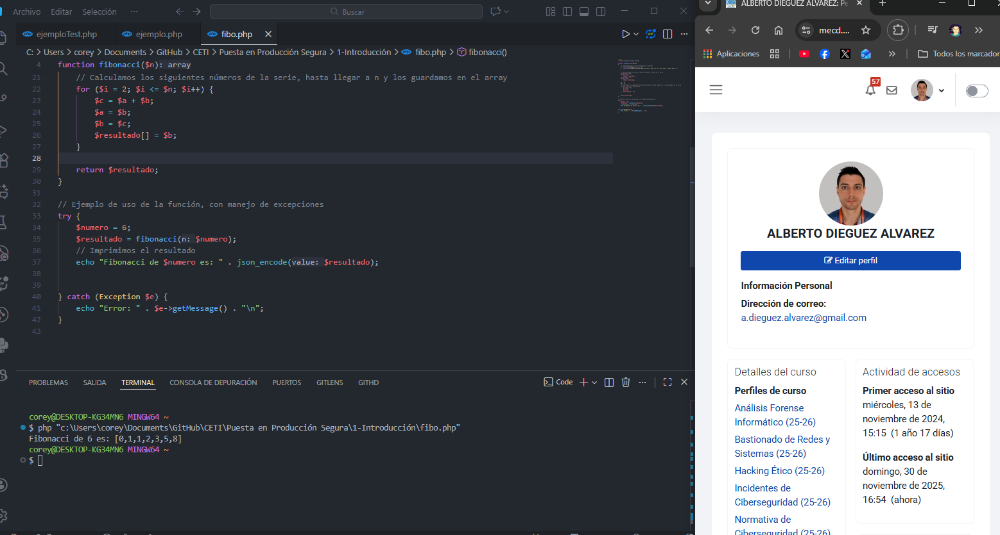 Archivo Editar Selección ···
Buscar
ejemploTest.php ejemplo.php fibo.php
C: > Users > corey > Documents > GitHub > CETI > Puesta en Producción Segura > 1-Introducción > fibo.php > fibonacci()
4 function fibonacci($n): array
21 // Calculamos los siguientes números de la serie, hasta llegar a n y los guardamos en el array
22 for ($i = 2; $i <= $n; $i++) {
23 $c = $a + $b;
24 $a = $b;
25 $b = $c;
26 $resultado[] = $b;
27 }
28
29 return $resultado;
30 }
31
32 // Ejemplo de uso de la función, con manejo de excepciones
33 try {
34 $numero = 6;
35 $resultado = fibonacci(n: $numero);
36 // Imprimimos el resultado
37 echo "Fibonacci de $numero es: " . json_encode(value: $resultado);
38
39
40 } catch (Exception $e) {
41 echo "Error: " . $e->getMessage() . "\n";
42 }
43
PROBLEMAS SALIDA TERMINAL CONSOLA DE DEPURACIÓN PUERTOS GITLENS GITHD
Code
corey@DESKTOP-KG34MN6 MINGW64 ~
$ php "c:\Users\corey\Documents\GitHub\CETI\Puesta en Producción Segura\1-Introducción\fibo.php"
Fibonacci de 6 es: [0,1,1,2,3,5,8]
corey@DESKTOP-KG34MN6 MINGW64 ~
$
ALBERTO DIEGUEZ ALVAREZ: Pe
mecd....
Aplicaciones
Todos los marcador
57
ALBERTO DIEGUEZ ALVAREZ
Editar perfil
Información Personal
Dirección de correo:
a.dieguez.alvarez@gmail.com
Detalles del curso
Perfiles de curso
Análisis Forense
Informático (25-26)
Bastionado de Redes y
Sistemas (25-26)
Hacking Ético (25-26)
Incidentes de
Ciberseguridad (25-26)
Normativa de
Ciberseguridad (25-26)
Actividad de accesos
Primer acceso al sitio
miércoles, 13 de
noviembre de 2024,
15:15 (1 año 17 días)
Último acceso al sitio
domingo, 30 de
noviembre de 2025,
16:54 (ahora)